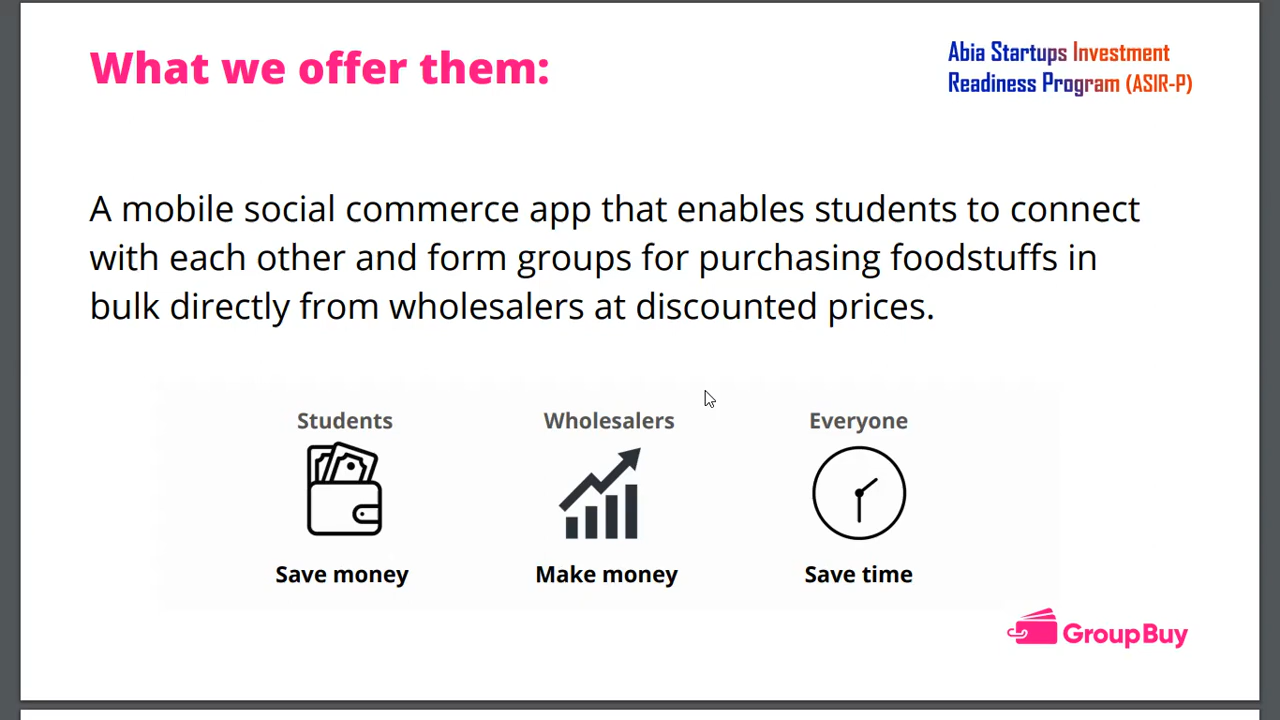 What we offer them:
Abia Startups Investment
Readiness Program (ASIR-P)
A mobile social commerce app that enables students to connect
with each other and form groups for purchasing foodstuffs in
bulk directly from wholesalers at discounted prices.
Students
Wholesalers
Everyone
Save money
Make money
Save time
GroupBuy